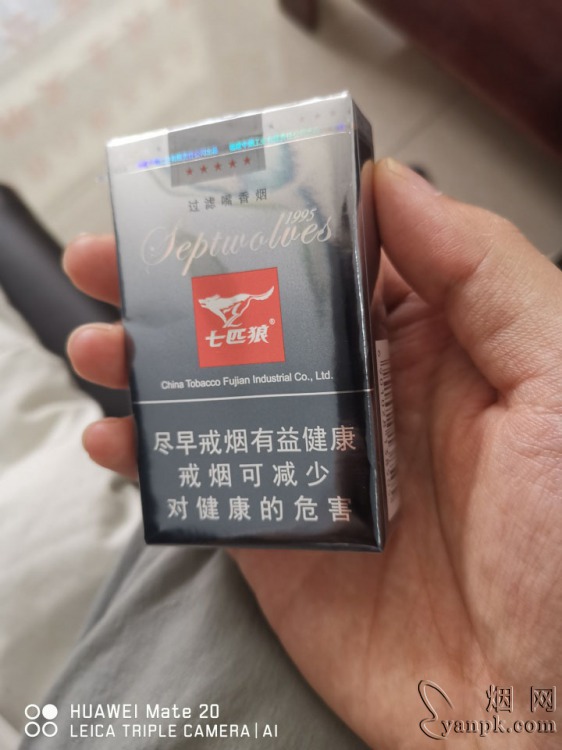 ★★★★★
过滤嘴香烟
1995
Septwolves
七匹狼®
China Tobacco Fujian Industrial Co., Ltd.
尽早戒烟有益健康
戒烟可减少
对健康的危害
HUAWEI Mate 20
LEICA TRIPLE CAMERA | AI
烟网
yanpk.com